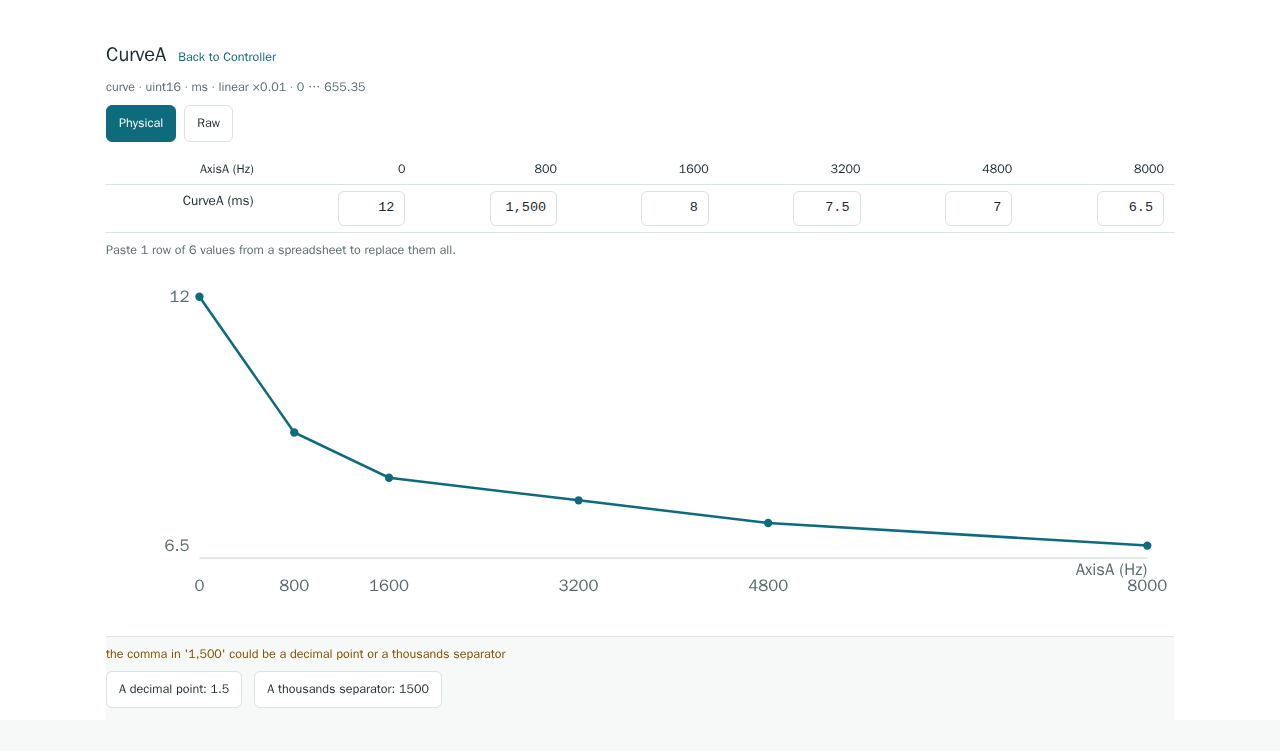 CurveA Back to Controller
curve · uint16 · ms · linear ×0.01 · 0 ⋯ 655.35
Physical Raw
AxisA (Hz) 0 800 1600 3200 4800 8000
CurveA (ms) 12 1,500 8 7.5 7 6.5
Paste 1 row of 6 values from a spreadsheet to replace them all.
12
6.5
AxisA (Hz)
0 800 1600 3200 4800 8000
the comma in '1,500' could be a decimal point or a thousands separator
A decimal point: 1.5 A thousands separator: 1500